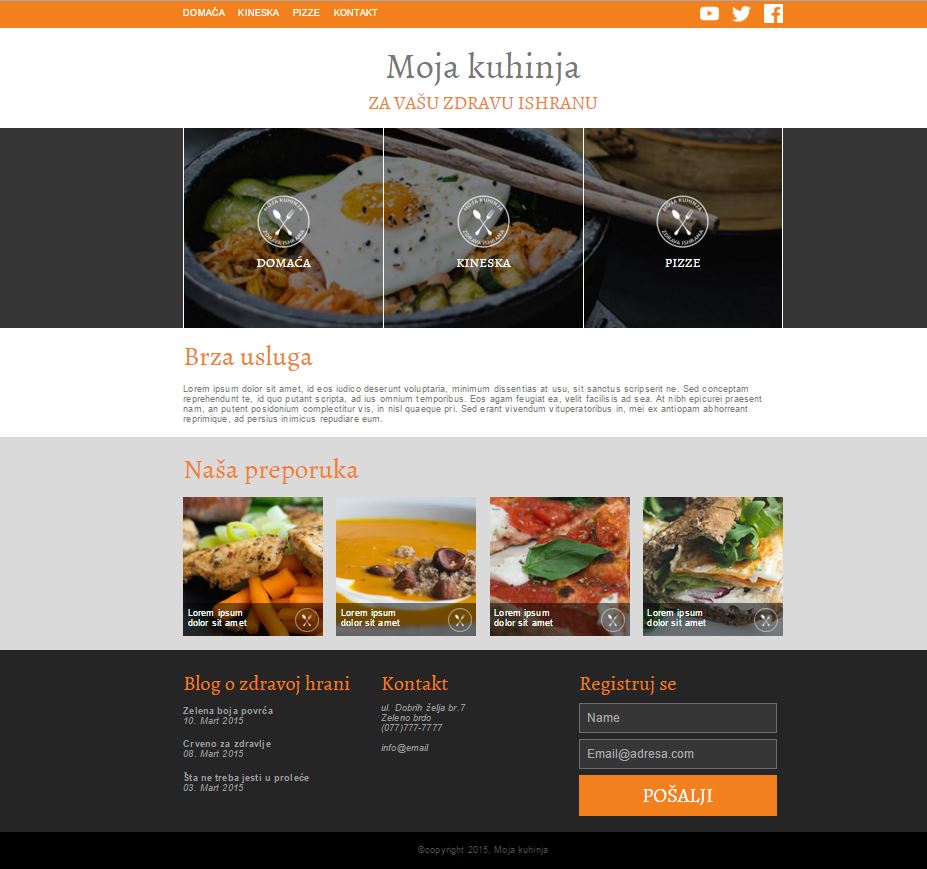 DOMAČA KINESKA PIZZE KONTAKT
Moja kuhinja
ZA VAŠU ZDRAVU ISHRANU
MOJA KUHINJA
ZDRAVA ISHRAMA
DOMAĆA
MOJA KUHINJA
ZDRAVA ISHRAMA
KINESKA
MOJA KUHINJA
ZDRAVA ISHRAMA
PIZZE
Brza usluga
Lorem ipsum dolor sit amet, id eos iudico deserunt voluptaria, minimum dissentias at usu, sit sanctus scripserit ne. Sed conceptam
reprehendunt te, id quo putant scripta, ad ius omnium temporibus. Eos agam feugiat ea, velit facilisis ad sea. At nibh epicurei praesent
nam, an putent posidonium complectitur vis, in nisl quaeque pri. Sed erant vivendum vituperatoribus in, mei ex antiopam abhorreant
reprimique, ad persius inimicus repudiare eum.
Naša preporuka
Lorem ipsum
dolor sit amet
Lorem ipsum
dolor sit amet
Lorem ipsum
dolor sit amet
Lorem ipsum
dolor sit amet
Blog o zdravoj hrani
Zelena boja povrća
10. Mart 2015
Crveno za zdravlje
08. Mart 2015
Šta ne treba jesti u proleće
03. Mart 2015
Kontakt
ul. Dobrih želja br.7
Zeleno brdo
(077)777-7777
info@email
Registruj se
Name
Email@adresa.com
POŠALJI
©copyright 2015, Moja kuhinja